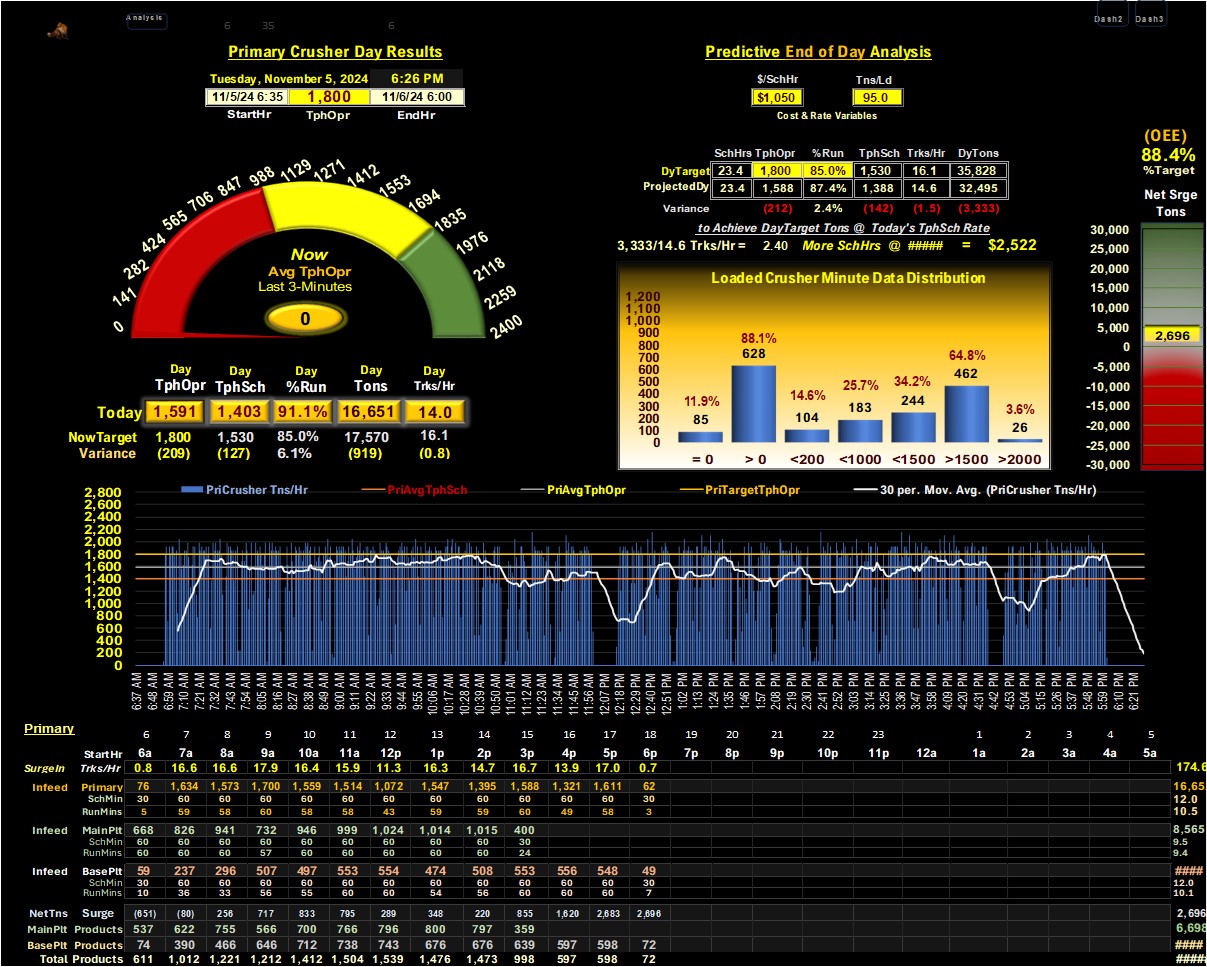 Analysis 6 35 6 Dash2 Dash3
Primary Crusher Day Results
Predictive End of Day Analysis
Tuesday, November 5, 2024 6:26 PM
11/5/24 6:35 1,800 11/6/24 6:00
StartHr TphOpr EndHr
$/SchHr Tns/Ld
$1,050 95.0
Cost & Rate Variables
(OEE)
88.4%
%Target
Net Srge
Tons
SchHrs TphOpr %Run TphSch Trks/Hr DyTons
DyTarget 23.4 1,800 85.0% 1,530 16.1 35,828
ProjectedDy 23.4 1,588 87.4% 1,388 14.6 32,495
Variance (212) 2.4% (142) (1.5) (3,333)
to Achieve DayTarget Tons @ Today's TphSch Rate
3,333/14.6 Trks/Hr = 2.40 More SchHrs @ ##### = $2,522
0 141 282 424 565 706 847 988 1129 1271 1412 1553 1694 1835 1976 2118 2259 2400
Now
Avg TphOpr
Last 3-Minutes
0
Day Day Day Day Day
TphOpr TphSch %Run Tons Trks/Hr
Today 1,591 1,403 91.1% 16,651 14.0
NowTarget 1,800 1,530 85.0% 17,570 16.1
Variance (209) (127) 6.1% (919) (0.8)
Loaded Crusher Minute Data Distribution
1,200
1,100
1,000
900
800
700
600
500
400
300
200
100
0
11.9% 88.1% 14.6% 25.7% 34.2% 64.8% 3.6%
85 628 104 183 244 462 26
= 0 > 0 <200 <1000 <1500 >1500 >2000
30,000
25,000
20,000
15,000
10,000
5,000
2,696
0
-5,000
-10,000
-15,000
-20,000
-25,000
-30,000
PriCrusher Tns/Hr PriAvgTphSch PriAvgTphOpr PriTargetTphOpr 30 per. Mov. Avg. (PriCrusher Tns/Hr)
2,800
2,600
2,400
2,200
2,000
1,800
1,600
1,400
1,200
1,000
800
600
400
200
0
6:37 AM 6:48 AM 6:59 AM 7:10 AM 7:21 AM 7:32 AM 7:43 AM 7:54 AM 8:05 AM 8:16 AM 8:27 AM 8:38 AM 8:49 AM 9:00 AM 9:11 AM 9:22 AM 9:33 AM 9:44 AM 9:55 AM 10:06 AM 10:17 AM 10:28 AM 10:39 AM 10:50 AM 11:01 AM 11:12 AM 11:23 AM 11:34 AM 11:45 AM 11:56 AM 12:07 PM 12:18 PM 12:29 PM 12:40 PM 12:51 PM 1:02 PM 1:13 PM 1:24 PM 1:35 PM 1:46 PM 1:57 PM 2:08 PM 2:19 PM 2:30 PM 2:41 PM 2:52 PM 3:03 PM 3:14 PM 3:25 PM 3:36 PM 3:47 PM 3:58 PM 4:09 PM 4:20 PM 4:31 PM 4:42 PM 4:53 PM 5:04 PM 5:15 PM 5:26 PM 5:37 PM 5:48 PM 5:59 PM 6:10 PM 6:21 PM
Primary 6 7 8 9 10 11 12 13 14 15 16 17 18 19 20 21 22 23 1 2 3 4 5
StartHr 6a 7a 8a 9a 10a 11a 12p 1p 2p 3p 4p 5p 6p 7p 8p 9p 10p 11p 12a 1a 2a 3a 4a 5a
SurgeIn Trks/Hr 0.8 16.6 16.6 17.9 16.4 15.9 11.3 16.3 14.7 16.7 13.9 17.0 0.7 174.6
Infeed Primary 76 1,634 1,573 1,700 1,559 1,514 1,072 1,547 1,395 1,588 1,321 1,611 62 16,65
SchMin 30 60 60 60 60 60 60 60 60 60 60 60 30 12.0
RunMins 5 59 58 60 58 58 43 59 59 60 49 58 3 10.5
Infeed MainPlt 668 826 941 732 946 999 1,024 1,014 1,015 400 8,565
SchMin 60 60 60 60 60 60 60 60 60 30 9.5
RunMins 60 60 60 57 60 60 60 60 60 24 9.4
Infeed BasePlt 59 237 296 507 497 553 554 474 508 553 556 548 49 ####
SchMin 30 60 60 60 60 60 60 60 60 60 60 60 30 12.0
RunMins 10 36 33 56 55 60 60 54 56 60 60 60 7 10.1
NetTns Surge (651) (80) 256 717 833 795 289 348 220 855 1,620 2,683 2,696 2,696
MainPlt Products 537 622 755 566 700 766 796 800 797 359 6,698
BasePlt Products 74 390 466 646 712 738 743 676 676 639 597 598 72 ####
Total Products 611 1,012 1,221 1,212 1,412 1,504 1,539 1,476 1,473 998 597 598 72 #####